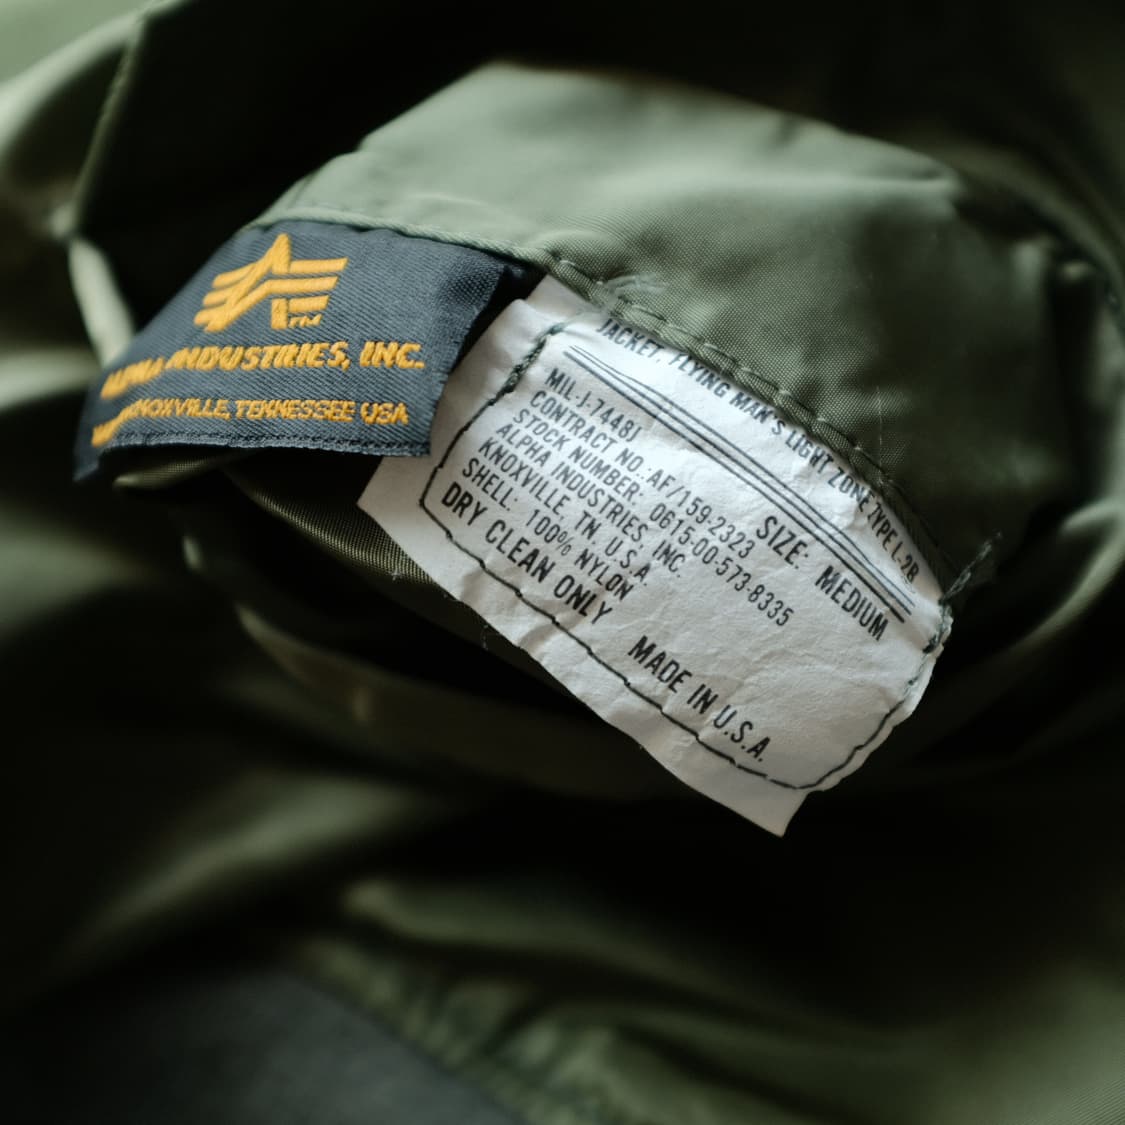 TM
ALPHA INDUSTRIES, INC.
KNOXVILLE, TENNESSEE USA
JACKET, FLYING MAN'S LIGHT ZONE TYPE L-2B
SIZE: MEDIUM
MIL-J-7448J
CONTRACT NO.: AF/159-2323
STOCK NUMBER: 0615-00-573-8335
ALPHA INDUSTRIES, INC.
KNOXVILLE, TN U.S.A.
SHELL: 100% NYLON
DRY CLEAN ONLY
MADE IN U.S.A.